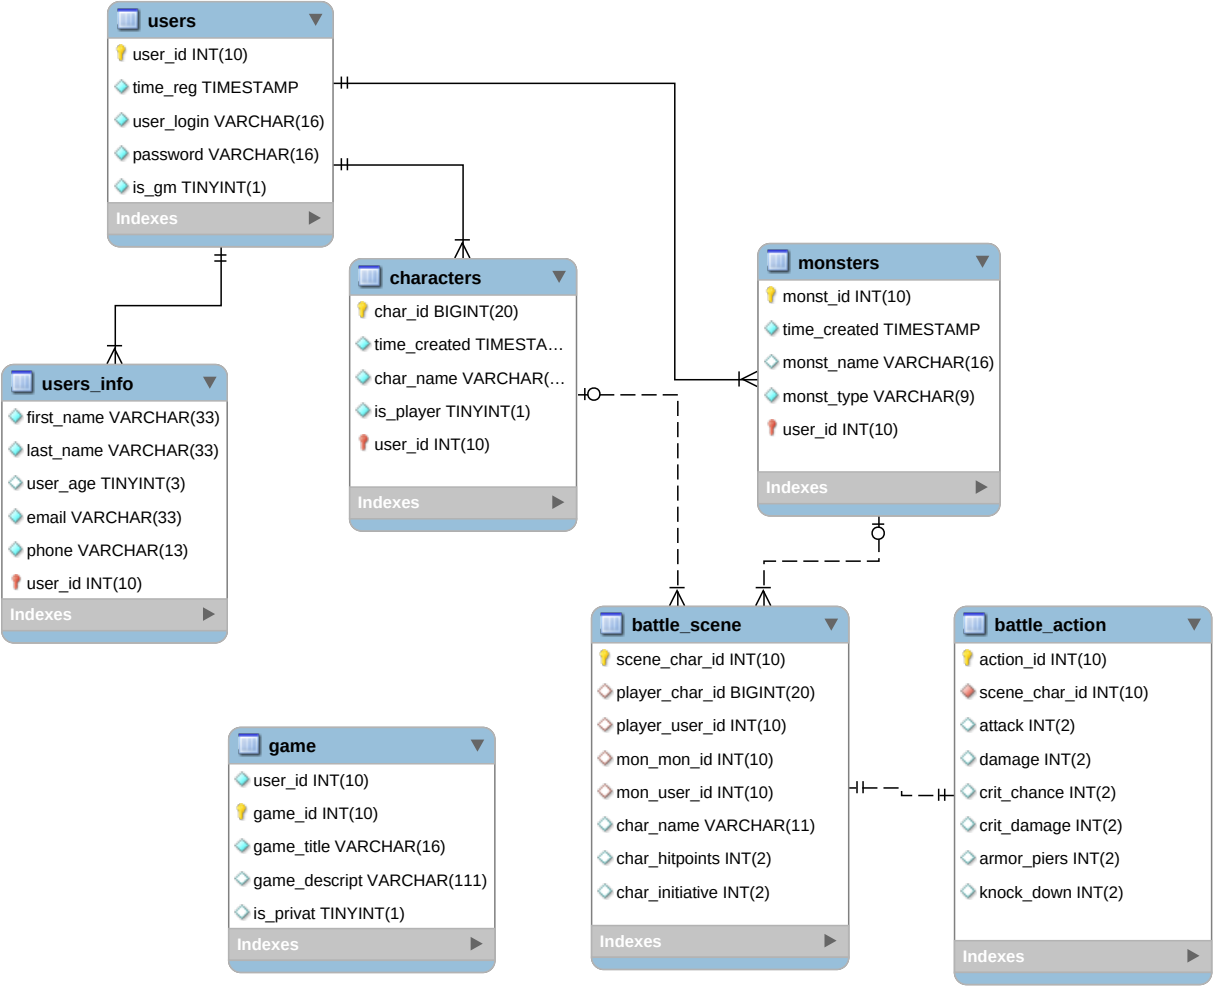 users
user_id INT(10)
time_reg TIMESTAMP
user_login VARCHAR(16)
password VARCHAR(16)
is_gm TINYINT(1)
Indexes
characters
char_id BIGINT(20)
time_created TIMESTA...
char_name VARCHAR(...
is_player TINYINT(1)
user_id INT(10)
Indexes
monsters
monst_id INT(10)
time_created TIMESTAMP
monst_name VARCHAR(16)
monst_type VARCHAR(9)
user_id INT(10)
Indexes
users_info
first_name VARCHAR(33)
last_name VARCHAR(33)
user_age TINYINT(3)
email VARCHAR(33)
phone VARCHAR(13)
user_id INT(10)
Indexes
battle_scene
scene_char_id INT(10)
player_char_id BIGINT(20)
player_user_id INT(10)
mon_mon_id INT(10)
mon_user_id INT(10)
char_name VARCHAR(11)
char_hitpoints INT(2)
char_initiative INT(2)
Indexes
battle_action
action_id INT(10)
scene_char_id INT(10)
attack INT(2)
damage INT(2)
crit_chance INT(2)
crit_damage INT(2)
armor_piers INT(2)
knock_down INT(2)
Indexes
game
user_id INT(10)
game_id INT(10)
game_title VARCHAR(16)
game_descript VARCHAR(111)
is_privat TINYINT(1)
Indexes